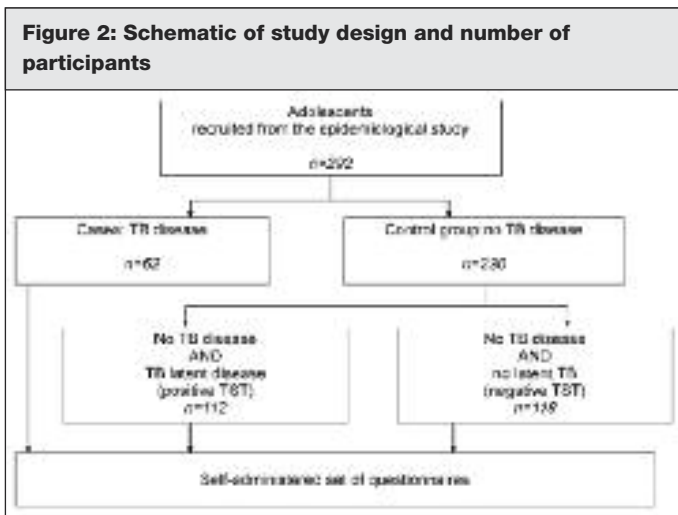 Figure 2: Schematic of study design and number of
participants
Adolescents
recruited from the epidemiological study
n=292
Cases: TB disease
n=62
Control group no TB disease
n=230
No TB disease
AND
TB latent disease
(positive TST)
n=112
No TB disease
AND
no latent TB
(negative TST)
n=118
Self-administered set of questionnaires